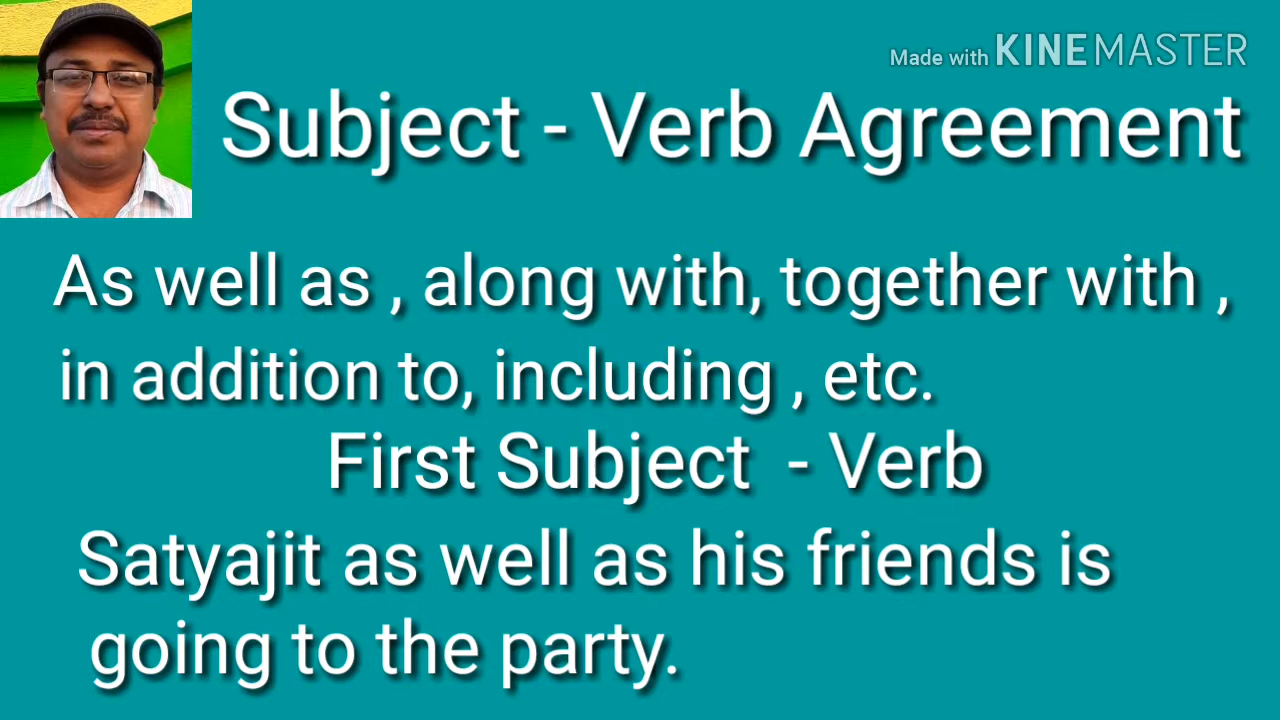 Made with KINEMASTER
Subject - Verb Agreement
As well as , along with, together with ,
in addition to, including , etc.
First Subject - Verb
Satyajit as well as his friends is
going to the party.